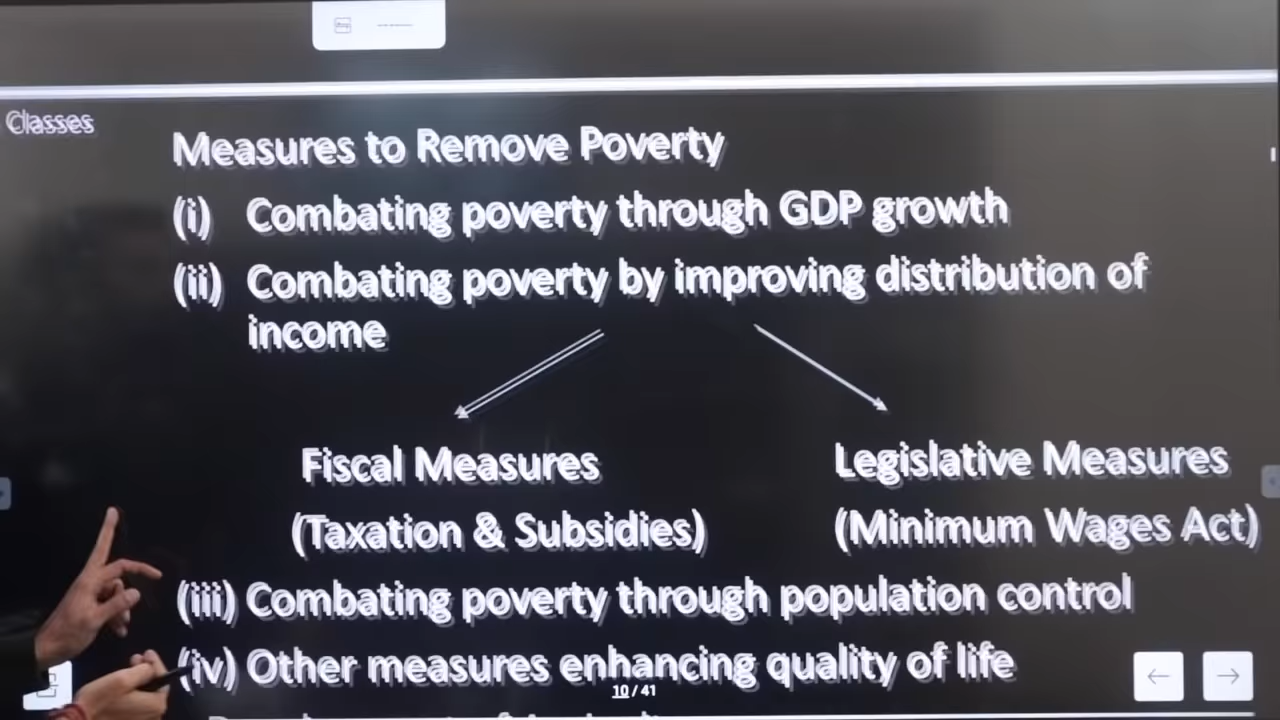 Classes
Measures to Remove Poverty
(i) Combating poverty through GDP growth
(ii) Combating poverty by improving distribution of
income
Fiscal Measures
Legislative Measures
(Taxation & Subsidies)
(Minimum Wages Act)
(iii) Combating poverty through population control
(iv) Other measures enhancing quality of life
10 / 41